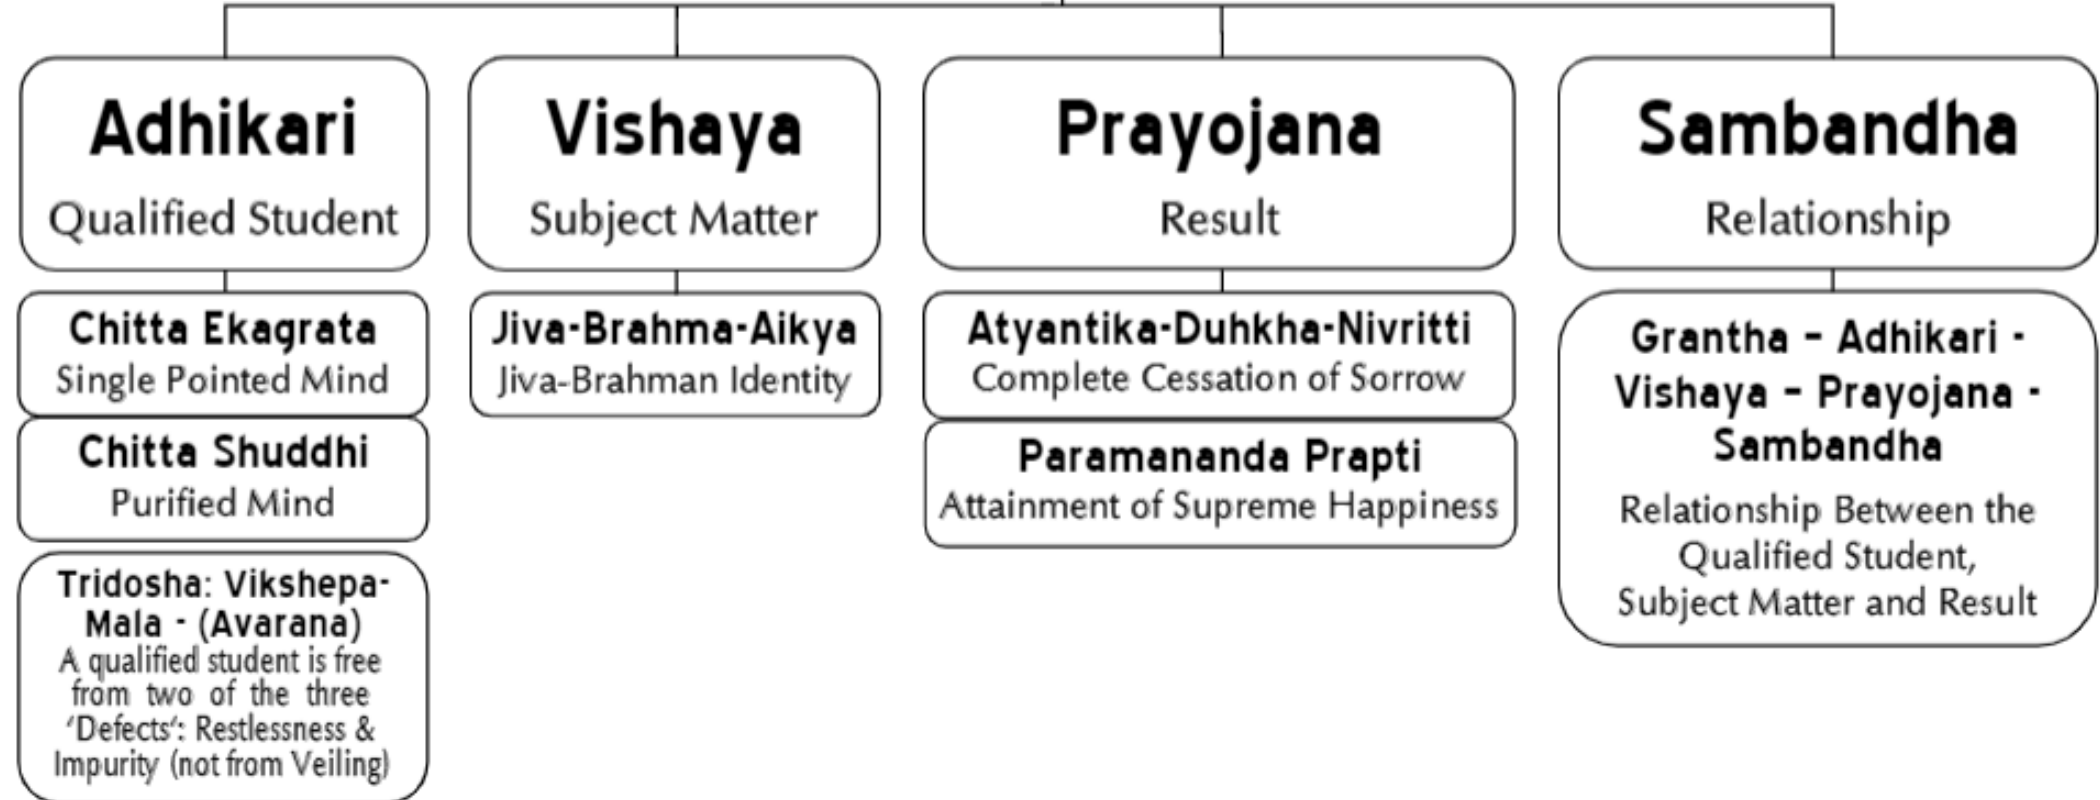 Adhikari
Qualified Student
Chitta Ekagrata
Single Pointed Mind
Chitta Shuddhi
Purified Mind
Tridosha: Vikshepa-
Mala - (Avarana)
A qualified student is free
from two of the three
‘Defects‘: Restlessness &
Impurity (not from Veiling)
Vishaya
Subject Matter
Jiva-Brahma-Aikya
Jiva-Brahman Identity
Prayojana
Result
Atyantika-Duhkha-Nivritti
Complete Cessation of Sorrow
Paramananda Prapti
Attainment of Supreme Happiness
Sambandha
Relationship
Grantha – Adhikari -
Vishaya – Prayojana -
Sambandha
Relationship Between the
Qualified Student,
Subject Matter and Result